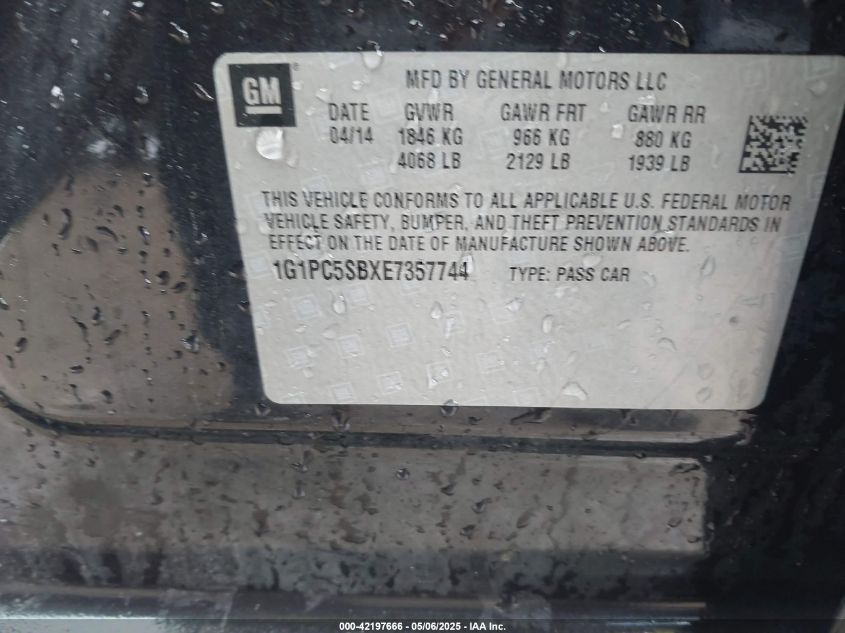 GM
®
MFD BY GENERAL MOTORS LLC
DATE GVWR GAWR FRT GAWR RR
04/14 1846 KG 966 KG 880 KG
4068 LB 2129 LB 1939 LB
THIS VEHICLE CONFORMS TO ALL APPLICABLE U.S. FEDERAL MOTOR
VEHICLE SAFETY, BUMPER, AND THEFT PREVENTION STANDARDS IN
EFFECT ON THE DATE OF MANUFACTURE SHOWN ABOVE.
1G1PC5SBXE7357744 TYPE: PASS CAR
000-42197666 - 05/06/2025 - IAA Inc.